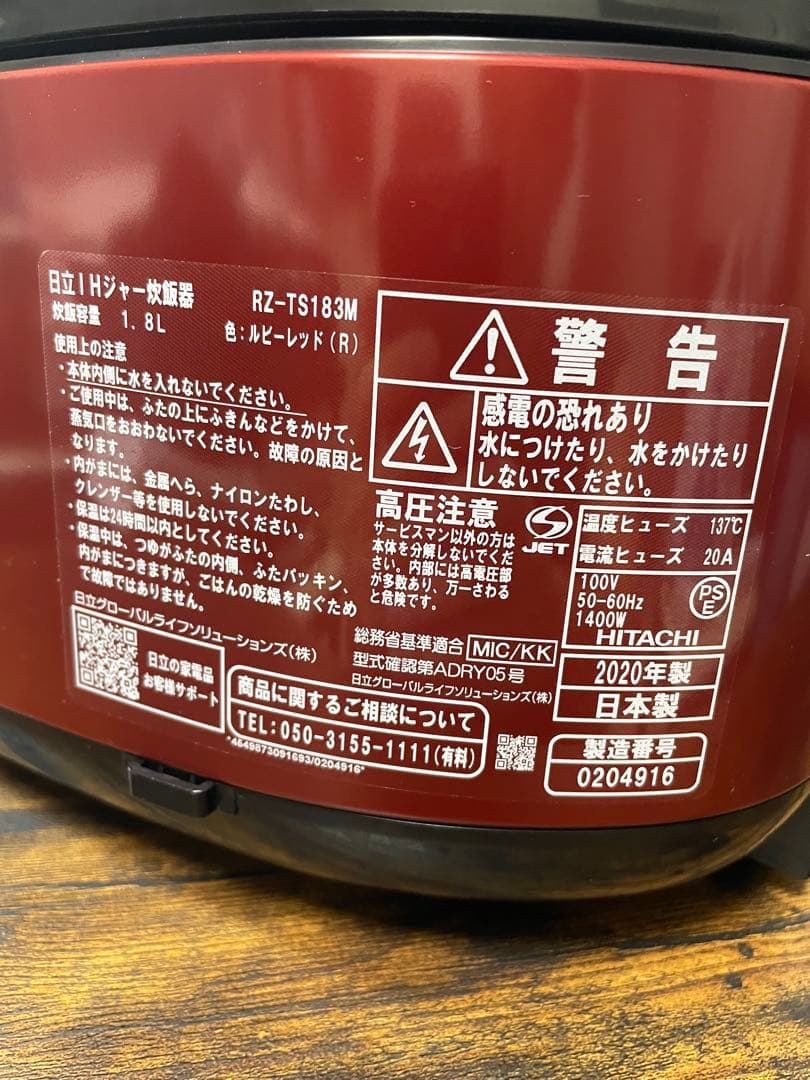 日立IHジャー炊飯器 RZ-TS183M
炊飯容量 1.8L 色:ルビーレッド(R)
使用上の注意
・本体内側に水を入れないでください。
・ご使用中は、ふたの上にふきんなどをかけて、
蒸気口をおおわないでください。故障の原因と
なります。
・内がまには、金属へら、ナイロンたわし、
クレンザー等を使用しないでください。
・保温は24時間以内としてください。
・保温中は、つゆがふたの内側、ふたパッキン、
内がまにつきますが、ごはんの乾燥を防ぐため
で故障ではありません。
日立グローバルライフソリューションズ(株)
日立の家電品
お客様サポート
警告
感電の恐れあり
水につけたり、水をかけたり
しないでください。
高圧注意
サービスマン以外の方は
本体を分解しないでくだ
さい。内部には高電圧部
が多数あり、万一さわる
と危険です。
JET
温度ヒューズ 137℃
電流ヒューズ 20A
100V
50-60Hz
1400W
PSE
HITACHI
総務省基準適合 MIC/KK
型式確認第ADRY05号
日立グローバルライフソリューションズ(株)
2020年製
日本製
商品に関するご相談について
TEL:050-3155-1111(有料)
*4549873091693/0204916*
製造番号
0204916